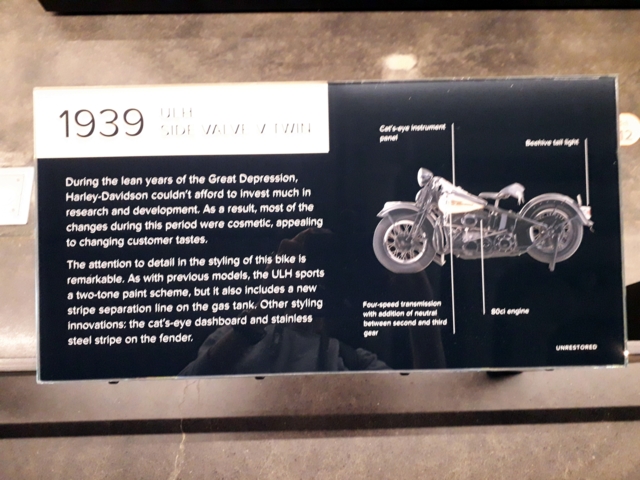 1939 ULH
SIDE VALVE V-TWIN
During the lean years of the Great Depression,
Harley-Davidson couldn't afford to invest much in
research and development. As a result, most of the
changes during this period were cosmetic, appealing
to changing customer tastes.
The attention to detail in the styling of this bike is
remarkable. As with previous models, the ULH sports
a two-tone paint scheme, but it also includes a new
stripe separation line on the gas tank. Other styling
innovations: the cat's-eye dashboard and stainless
steel stripe on the fender.
Cat's-eye instrument
panel
Beehive tail light
Four-speed transmission
with addition of neutral
between second and third
gear
80ci engine
UNRESTORED